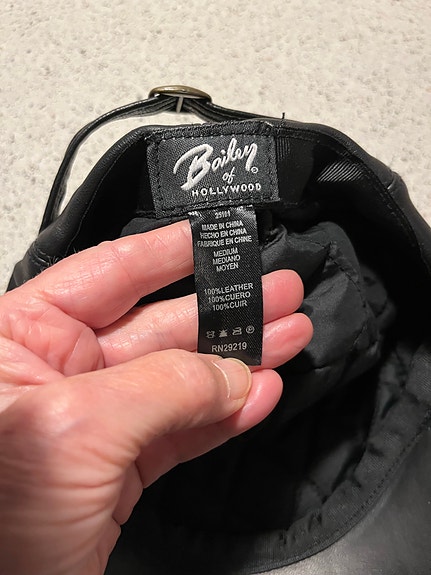 Bailey
of
HOLLYWOOD
25101
MADE IN CHINA
HECHO EN CHINA
FABRIQUE EN CHINE
MEDIUM
MEDIANO
MOYEN
100%LEATHER
100%CUERO
100%CUIR
RN29219